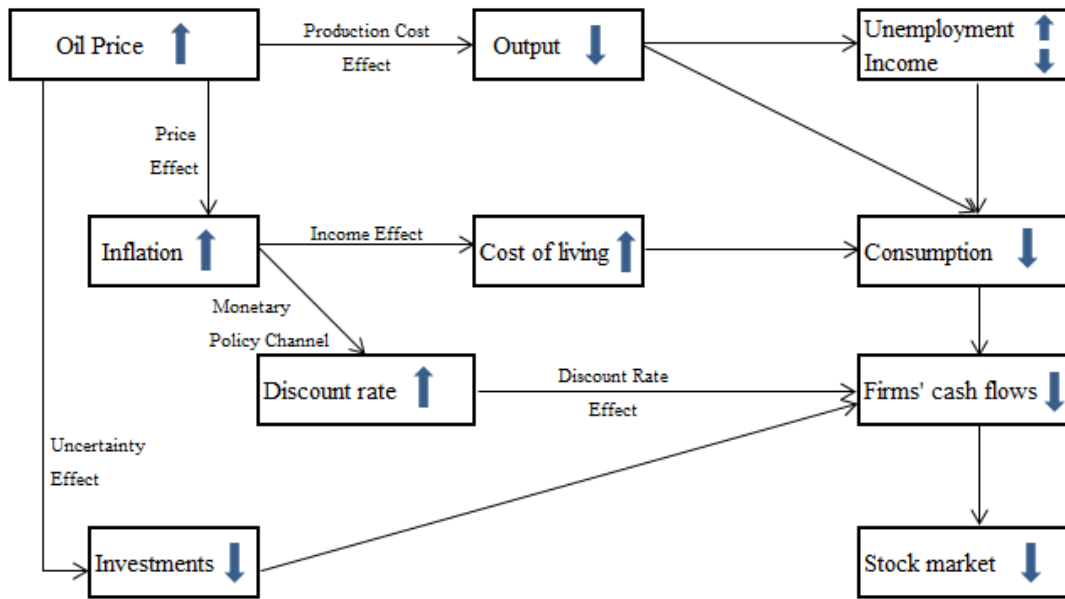 Oil Price
Production Cost
Effect
Output
Unemployment
Income
Price
Effect
Inflation
Income Effect
Cost of living
Consumption
Monetary
Policy Channel
Discount rate
Discount Rate
Effect
Firms' cash flows
Uncertainty
Effect
Investments
Stock market